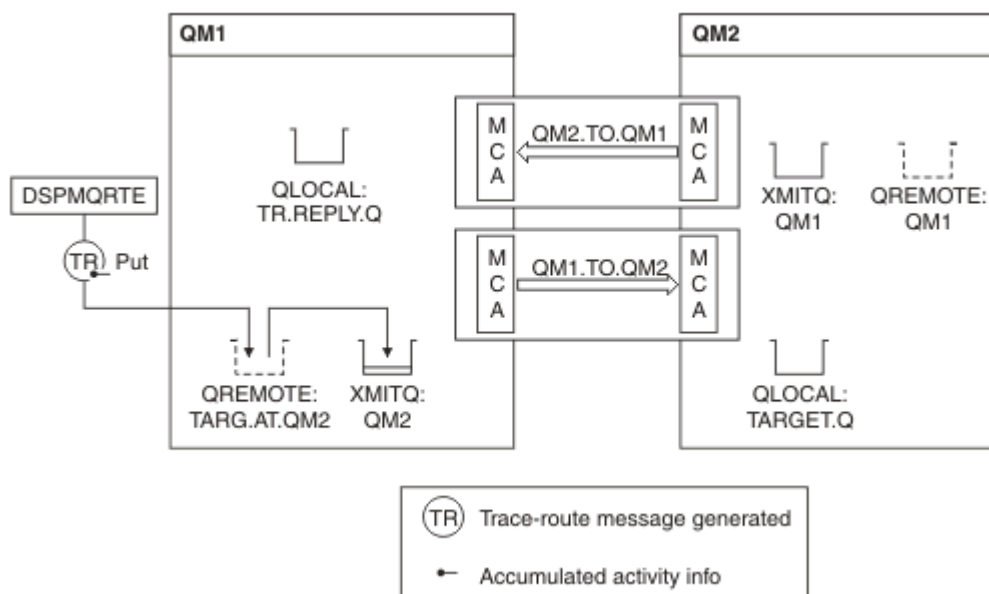 QM1
QM2
M
C
A
QM2.TO.QM1
M
C
A
QLOCAL:
TR.REPLY.Q
XMITQ:
QM1
QREMOTE:
QM1
DSPMQRTE
TR
Put
M
C
A
QM1.TO.QM2
M
C
A
QREMOTE:
TARG.AT.QM2
XMITQ:
QM2
QLOCAL:
TARGET.Q
TR
Trace-route message generated
Accumulated activity info